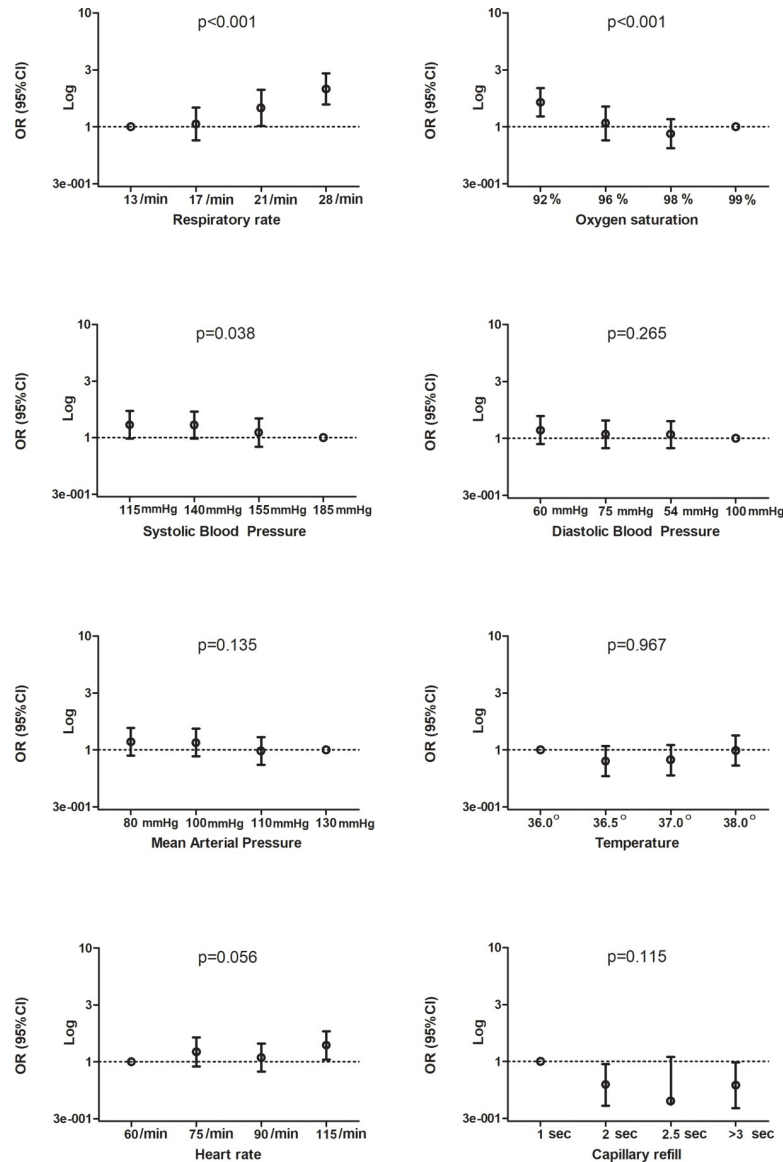 p<0.001
OR (95%CI)
Log
10
3
1
3e-001
13/min 17/min 21/min 28/min
Respiratory rate
p<0.001
OR (95%CI)
Log
10
3
1
3e-001
92% 96% 98% 99%
Oxygen saturation
p=0.038
OR (95%CI)
Log
10
3
1
3e-001
115mmHg 140mmHg 155mmHg 185mmHg
Systolic Blood Pressure
p=0.265
OR (95%CI)
Log
10
3
1
3e-001
60 mmHg 75 mmHg 54 mmHg 100mmHg
Diastolic Blood Pressure
p=0.135
OR (95%CI)
Log
10
3
1
3e-001
80 mmHg 100mmHg 110mmHg 130mmHg
Mean Arterial Pressure
p=0.967
OR (95%CI)
Log
10
3
1
3e-001
36.0° 36.5° 37.0° 38.0°
Temperature
p=0.056
OR (95%CI)
Log
10
3
1
3e-001
60/min 75/min 90/min 115/min
Heart rate
p=0.115
OR (95%CI)
Log
10
3
1
3e-001
1 sec 2 sec 2.5 sec >3 sec
Capillary refill